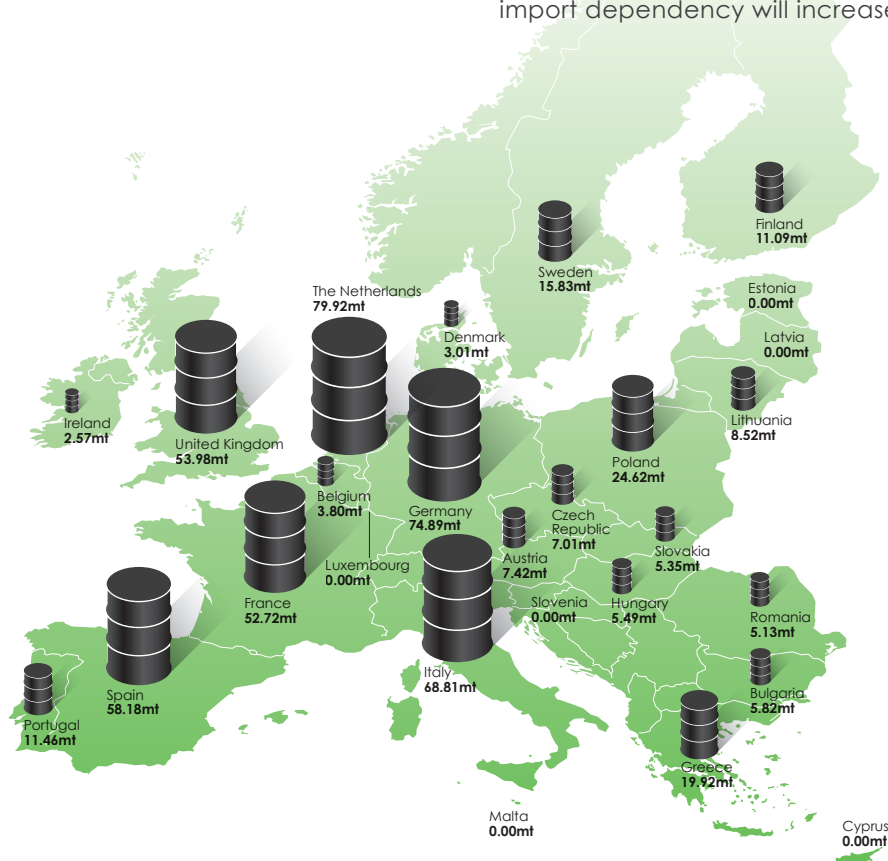 import dependency will increase
Finland
11.09mt
Sweden
15.83mt
The Netherlands
79.92mt
Estonia
0.00mt
Denmark
3.01mt
Latvia
0.00mt
Ireland
2.57mt
United Kingdom
53.98mt
Lithuania
8.52mt
Poland
24.62mt
Belgium
3.80mt
Germany
74.89mt
Czech
Republic
7.01mt
Slovakia
5.35mt
Austria
7.42mt
Luxembourg
0.00mt
France
52.72mt
Slovenia
0.00mt
Hungary
5.49mt
Romania
5.13mt
Italy
68.81mt
Spain
58.18mt
Bulgaria
5.82mt
Portugal
11.46mt
Greece
19.92mt
Malta
0.00mt
Cyprus
0.00mt